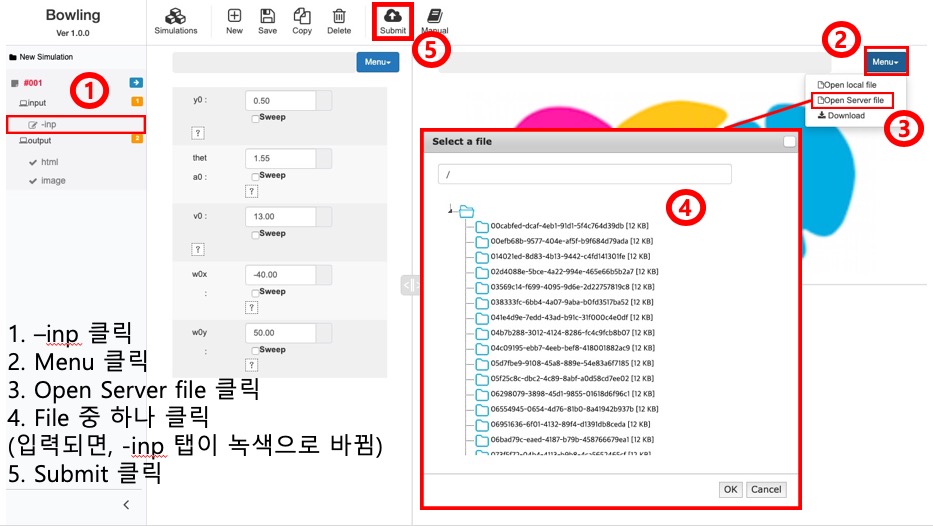 Bowling
Ver 1.0.0
Simulations
New
Save
Copy
Delete
Submit
Manual
5
2
New Simulation
#001
1
input
1
-inp
output
2
html
image
Menu
y0 :
0.50
Sweep
?
thet
a0 :
1.55
Sweep
?
v0 :
13.00
Sweep
?
w0x
:
-40.00
Sweep
?
w0y
:
50.00
Sweep
?
Menu
Open local file
Open Server file
Download
3
Select a file
/
4
00cabfed-dcaf-4eb1-91d1-5f4c764d39db [12 KB]
00efb68b-9577-404e-af5f-b9f684d79ada [12 KB]
014021ed-8d83-4b13-9442-c4fd141301fe [12 KB]
02d4088e-5bce-4a22-994e-465e66b5b2a7 [12 KB]
03569c14-f699-4095-9d6e-2d22757819c8 [12 KB]
038333fc-6bb4-4a07-9aba-b0fd3517ba52 [12 KB]
041e4d9e-7edd-43ad-b91c-31f000c4e0df [12 KB]
04b7b288-3012-4124-8286-fc4c9fcb8b07 [12 KB]
04c09195-ebb7-4eeb-bef8-418001882ac9 [12 KB]
05d7fbe9-9108-45a8-889e-54e83a6f7185 [12 KB]
05f25c8c-dbc2-4c89-8abf-a0d58cd7ee02 [12 KB]
06298079-3898-45d1-9855-01618d6f96c1 [12 KB]
06554945-0654-4d76-81b0-8a41942b937b [12 KB]
06951636-6f01-4132-89f4-d1391db8ceda [12 KB]
06bad79c-eaed-4187-b79b-458766679ea1 [12 KB]
OK
Cancel
1. –inp 클릭
2. Menu 클릭
3. Open Server file 클릭
4. File 중 하나 클릭
(입력되면, -inp 탭이 녹색으로 바뀜)
5. Submit 클릭